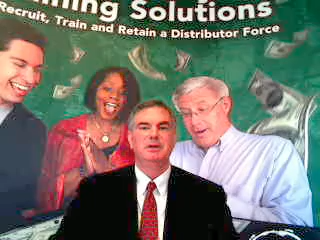 ning Solutions
Recruit, Train and Retain a Distributor Force